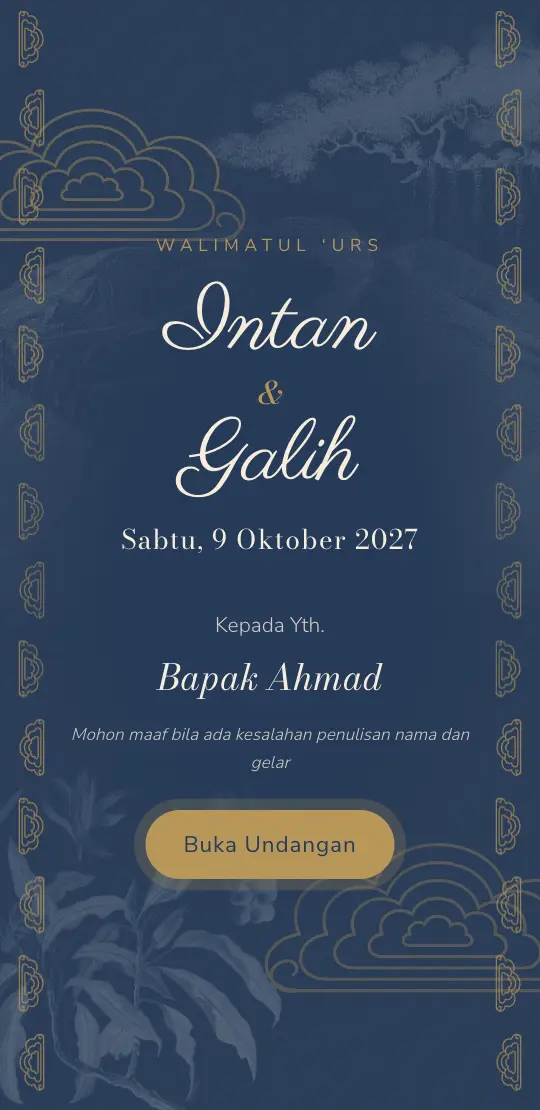 WALIMATUL 'URS
Intan
&
Galih
Sabtu, 9 Oktober 2027
Kepada Yth.
Bapak Ahmad
Mohon maaf bila ada kesalahan penulisan nama dan
gelar
Buka Undangan